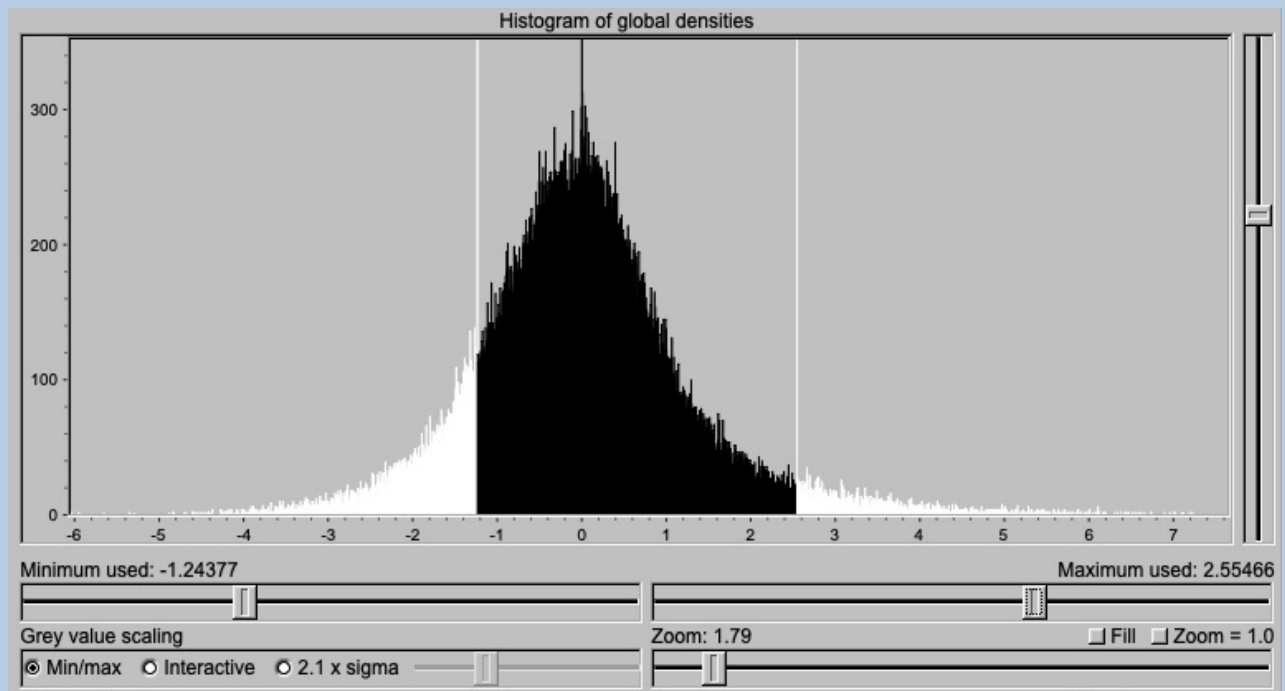 Histogram of global densities
300
200
100
0
-6 -5 -4 -3 -2 -1 0 1 2 3 4 5 6 7
Minimum used: -1.24377 Maximum used: 2.55466
Grey value scaling Zoom: 1.79 Fill Zoom = 1.0
Min/max Interactive 2.1 x sigma